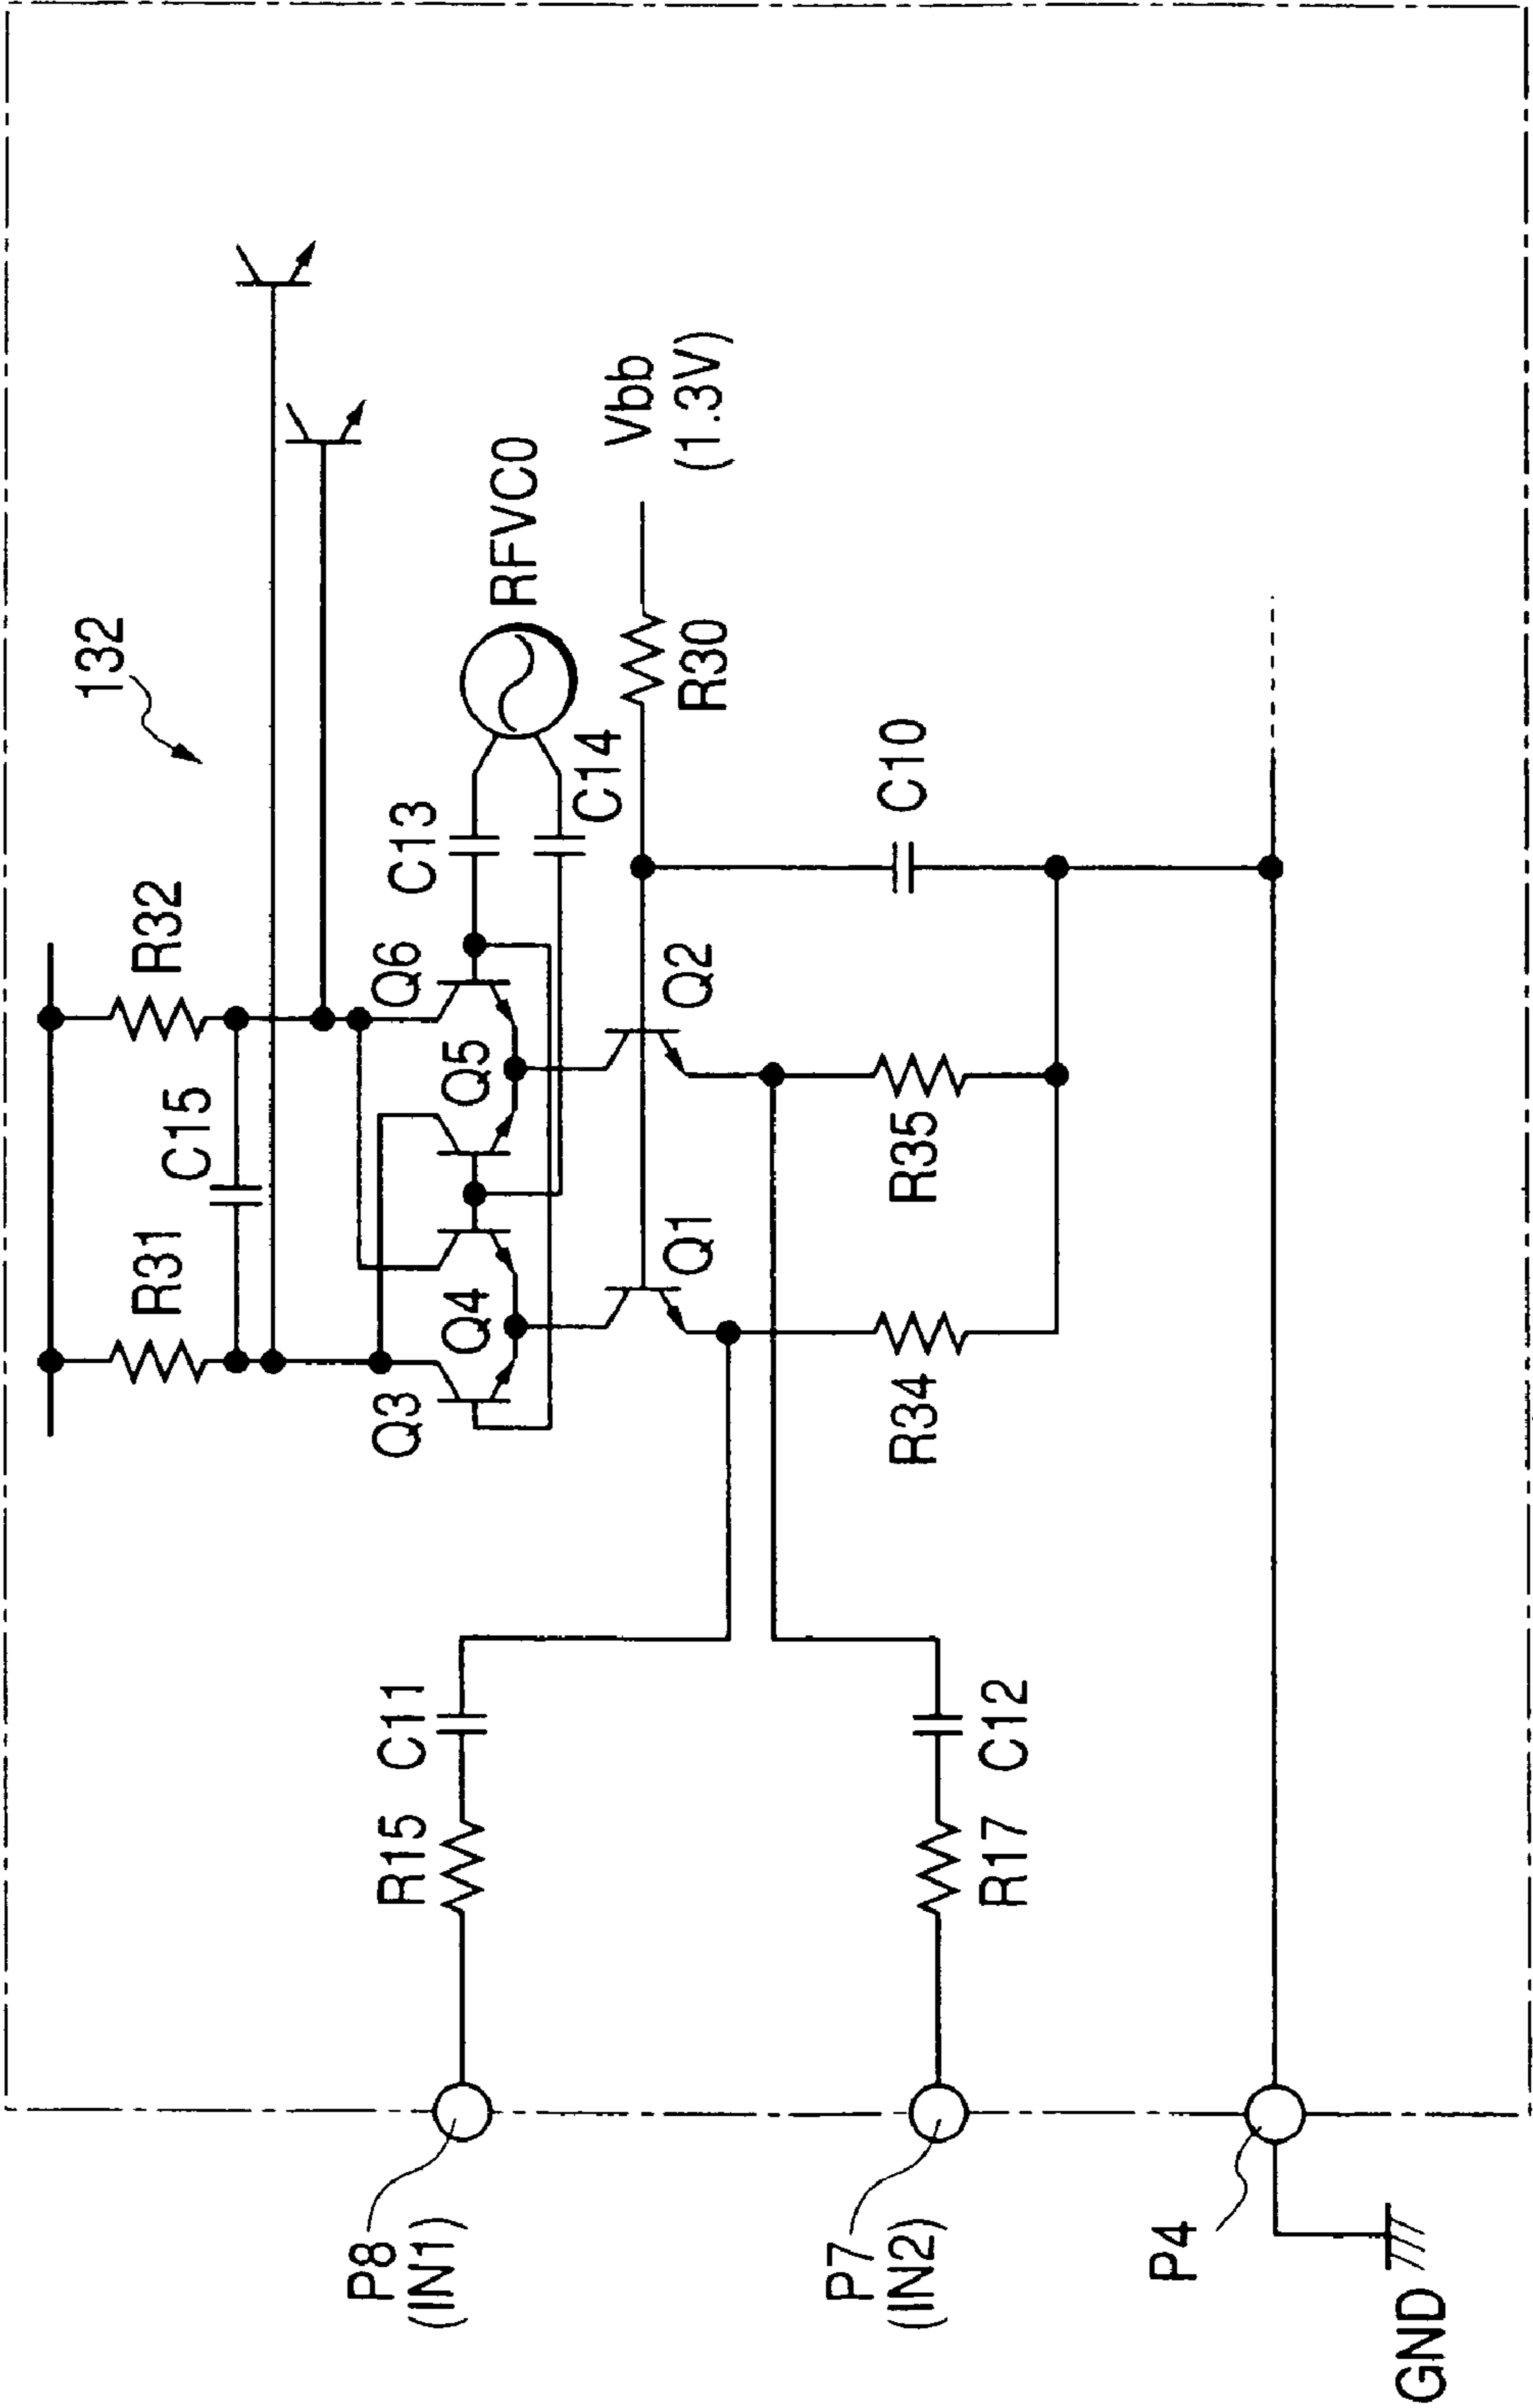 132
R31
C15
R32
Q3
Q4
Q5
Q6
C13
RFVCO
C14
Vbb
(1.3V)
R30
Q1
Q2
C10
R34
R35
R15
C11
P8
(IN1)
R17
C12
P7
(IN2)
P4
GND